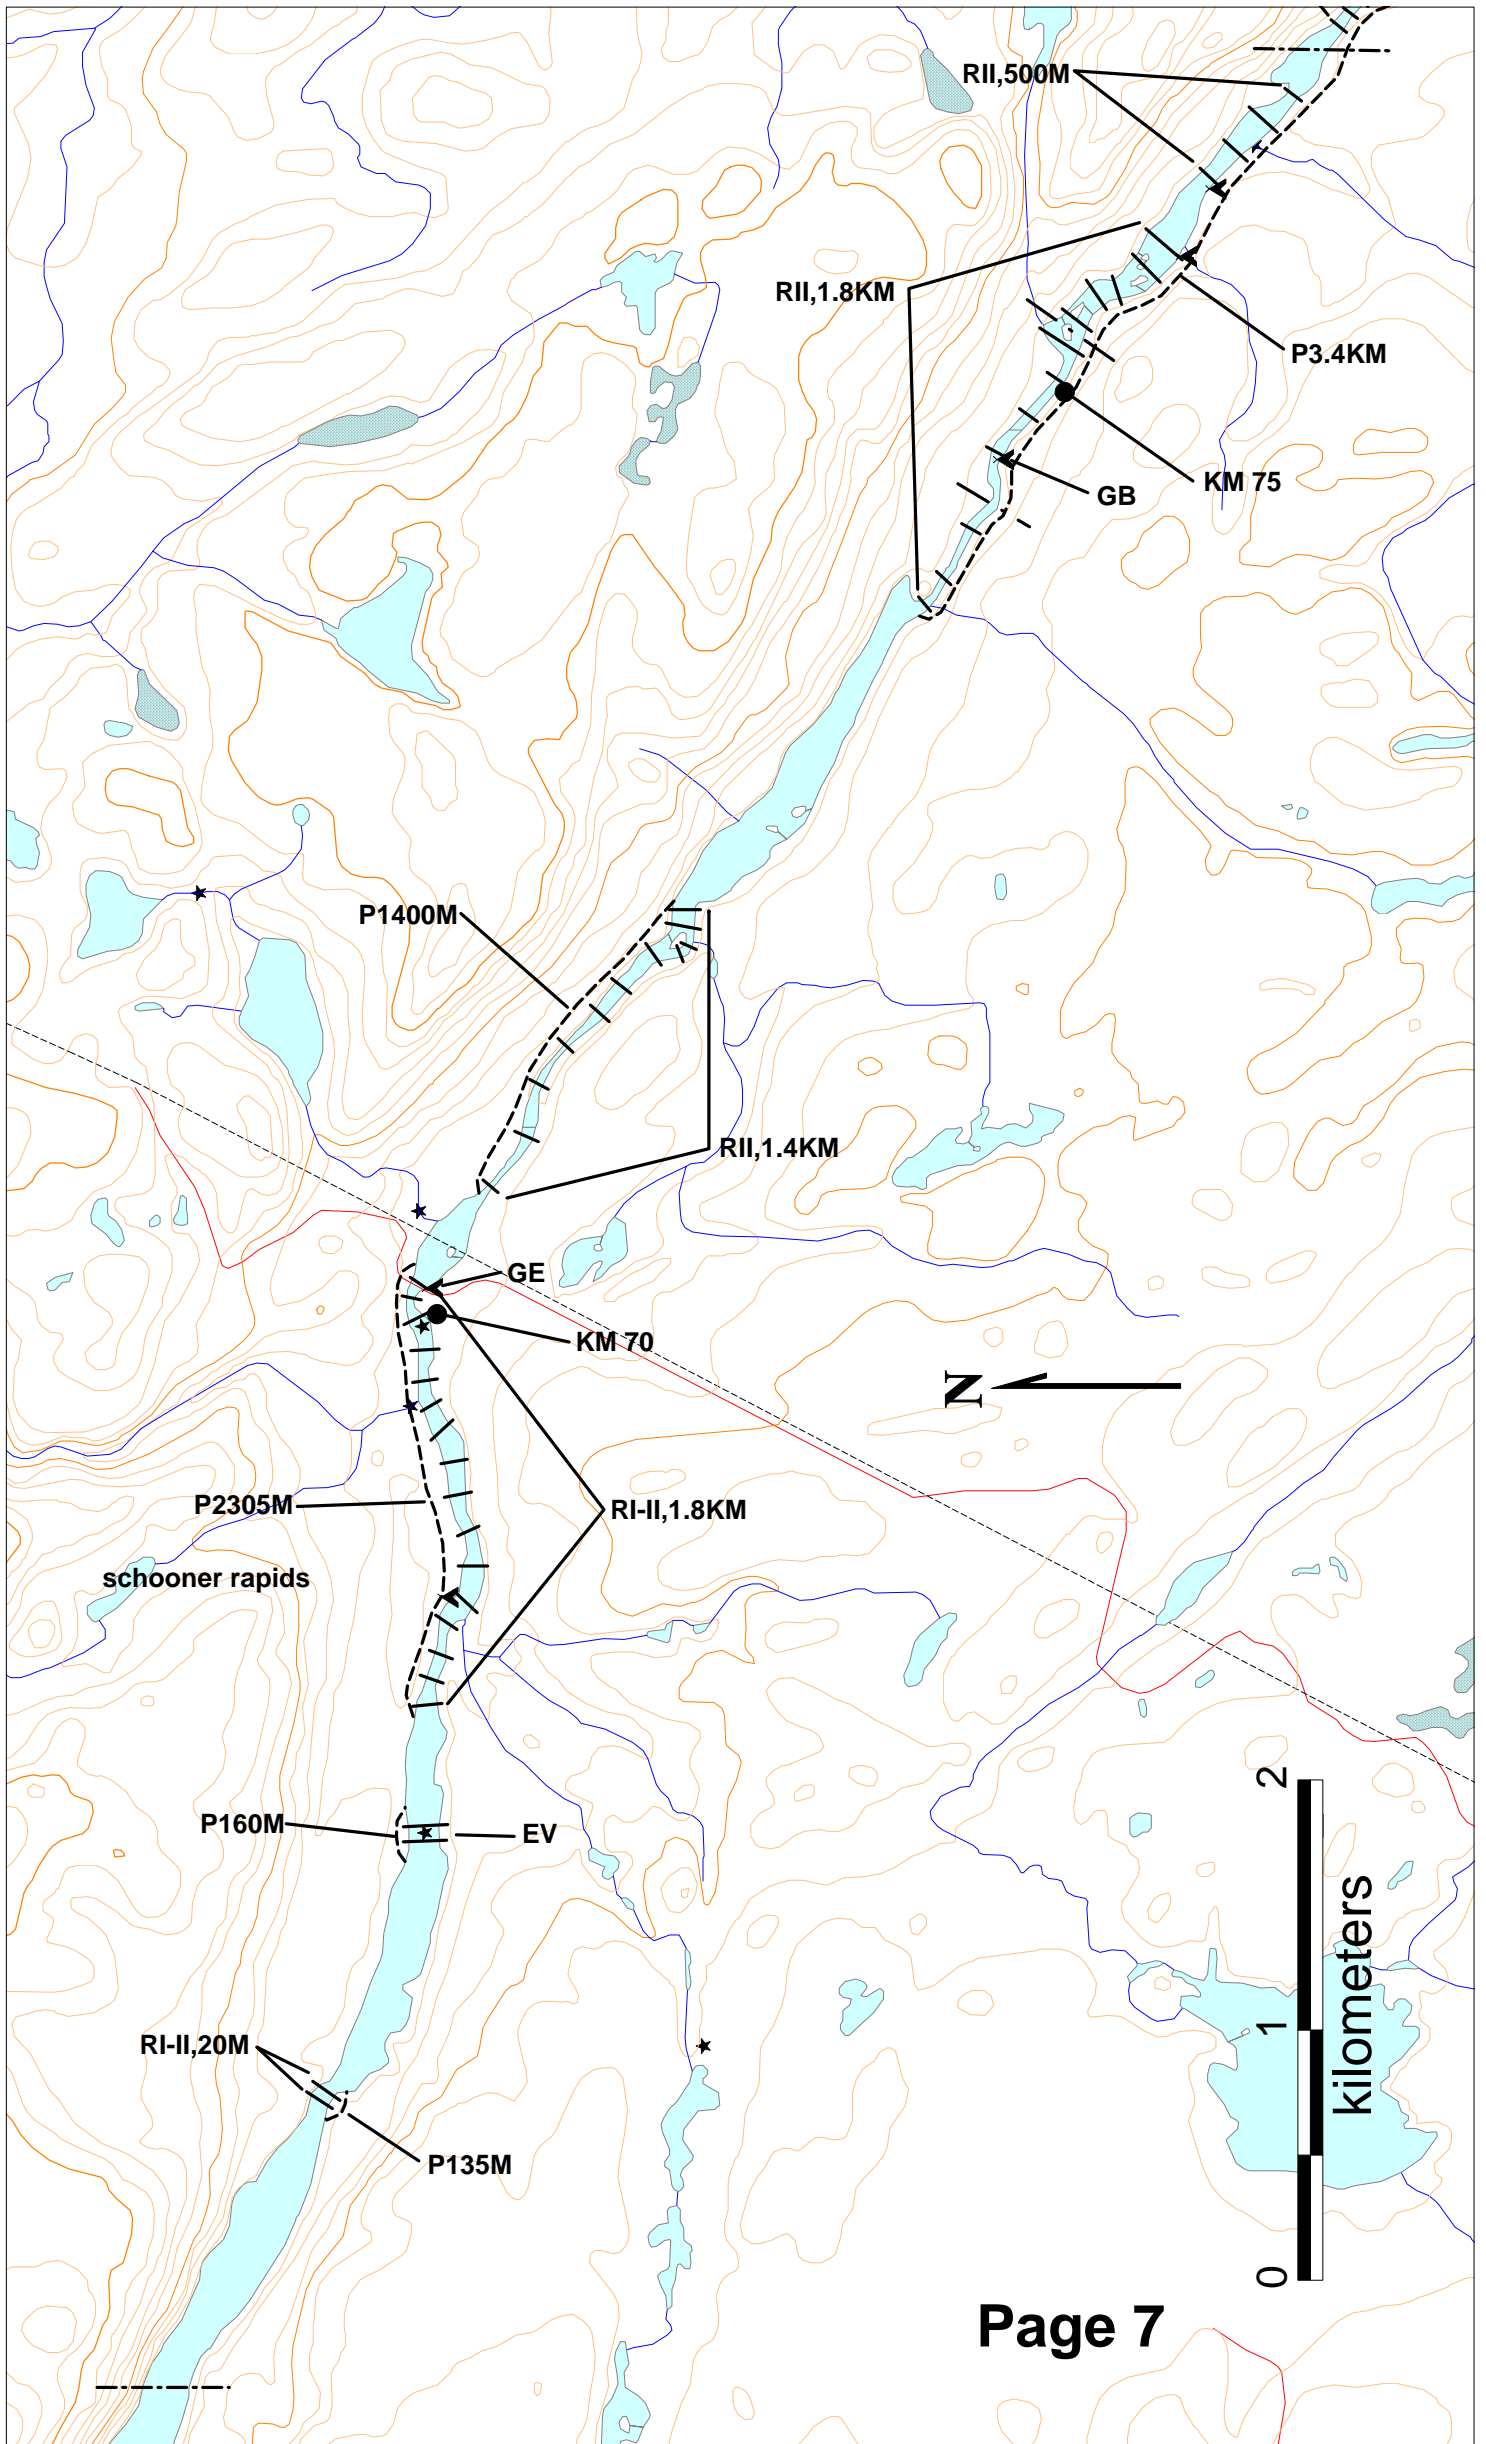 RII,500M
RII,1.8KM
P3.4KM
KM 75
GB
P1400M
RII,1.4KM
GE
KM 70
N
P2305M
RI-II,1.8KM
schooner rapids
P160M
EV
2
1
0
kilometers
RI-II,20M
P135M
Page 7